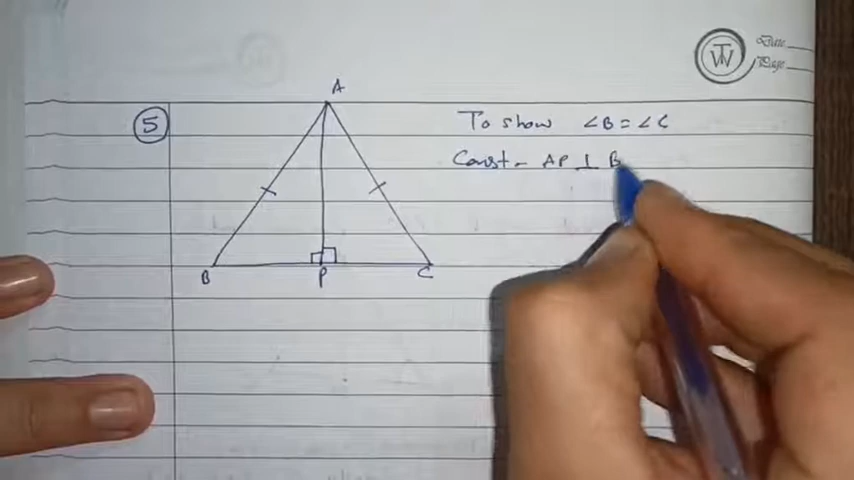 Date
Page
A
5
To show ∠B = ∠C
Const - AP ⊥ B
B
P
C